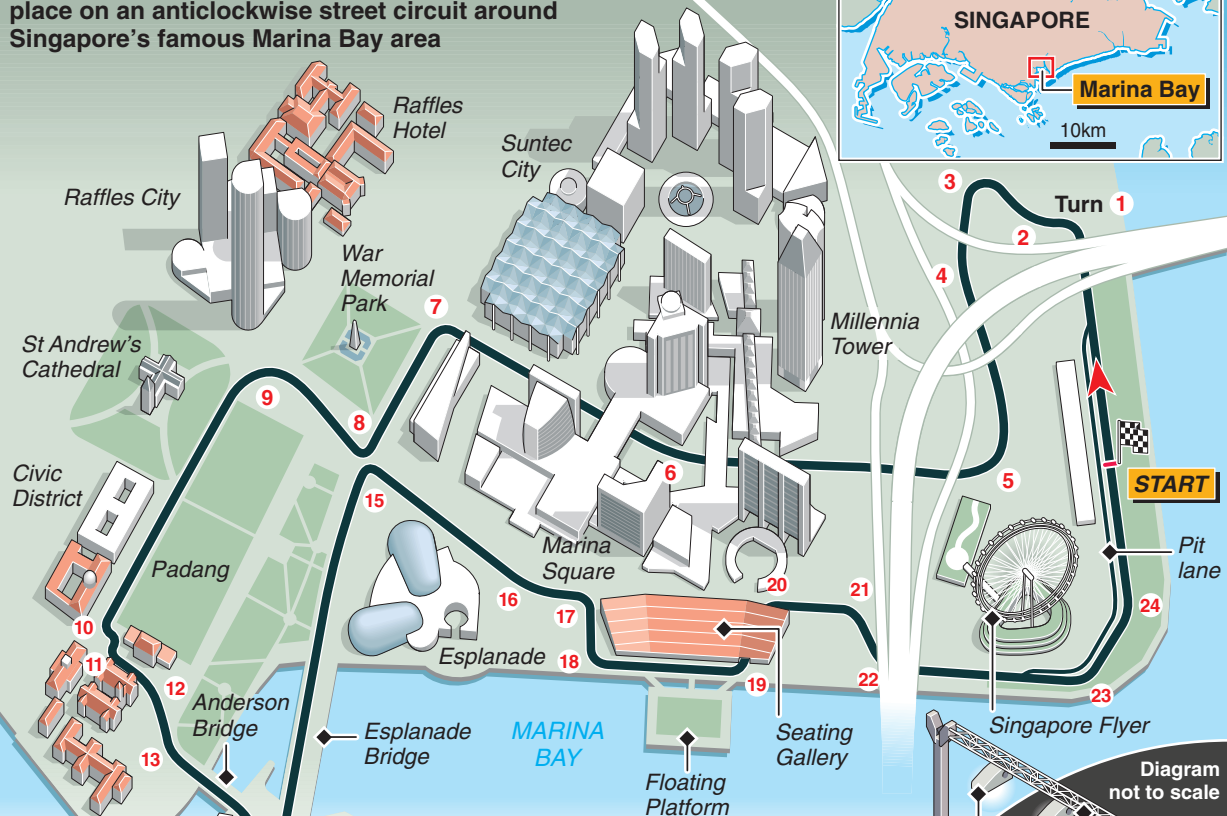 place on an anticlockwise street circuit around
Singapore's famous Marina Bay area
SINGAPORE
Marina Bay
10km
Raffles
Hotel
Suntec
City
Raffles City
War
Memorial
Park
St Andrew's
Cathedral
Millennia
Tower
Turn 1
2
3
4
5
6
7
8
9
START
Pit
lane
Civic
District
Padang
Marina
Square
10
11
12
13
15
16
17
18
19
20
21
22
23
24
Esplanade
Anderson
Bridge
Esplanade
Bridge
MARINA
BAY
Floating
Platform
Seating
Gallery
Singapore Flyer
Diagram
not to scale